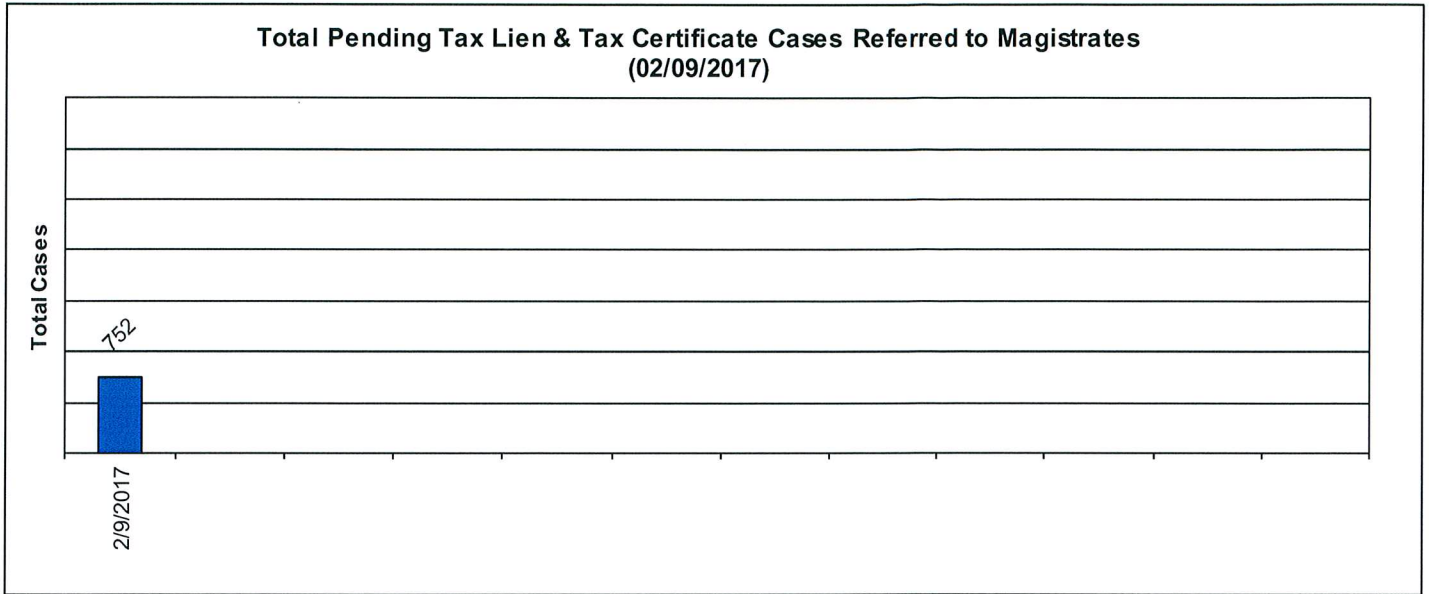 Total Pending Tax Lien & Tax Certificate Cases Referred to Magistrates
(02/09/2017)
Total Cases
752
2/9/2017